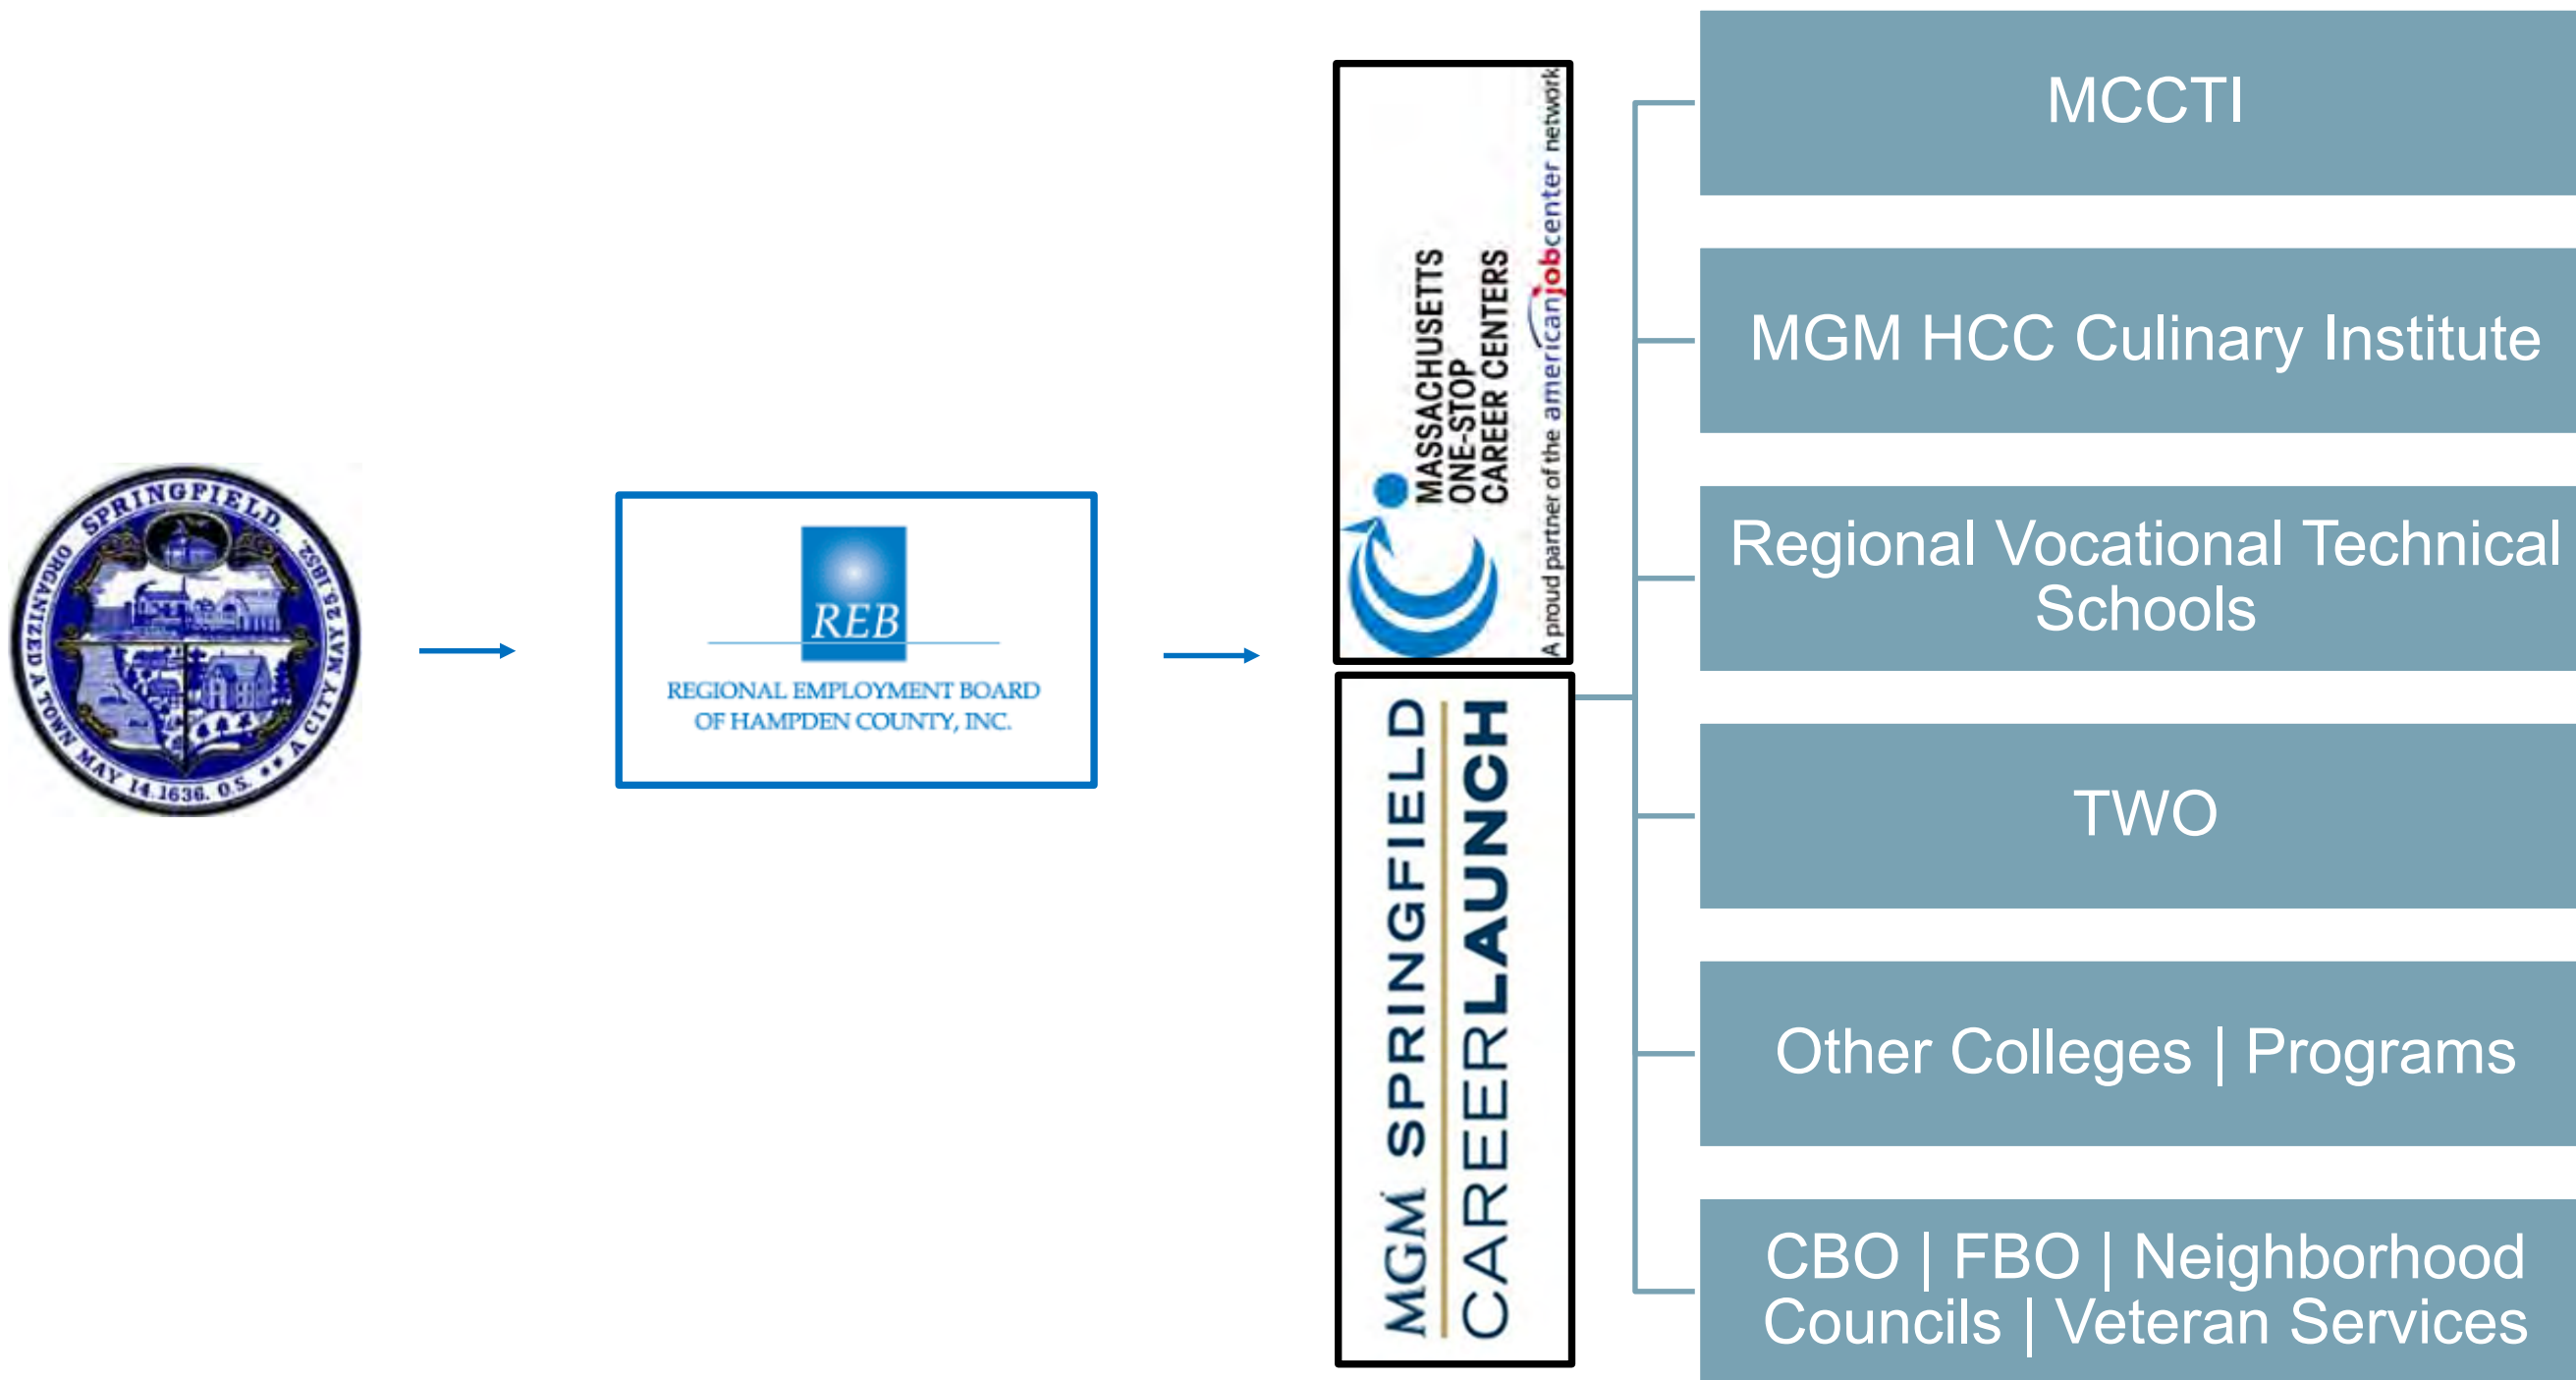 SPRINGFIELD.
ORGANIZED A TOWN MAY 14.1636. O.S. • • A CITY MAY 25.1852.
REB
REGIONAL EMPLOYMENT BOARD
OF HAMPDEN COUNTY, INC.
MASSACHUSETTS
ONE-STOP
CAREER CENTERS
A proud partner of the americanjobcenter network
MGM SPRINGFIELD
CAREERLAUNCH
MCCTI
MGM HCC Culinary Institute
Regional Vocational Technical
Schools
TWO
Other Colleges | Programs
CBO | FBO | Neighborhood
Councils | Veteran Services